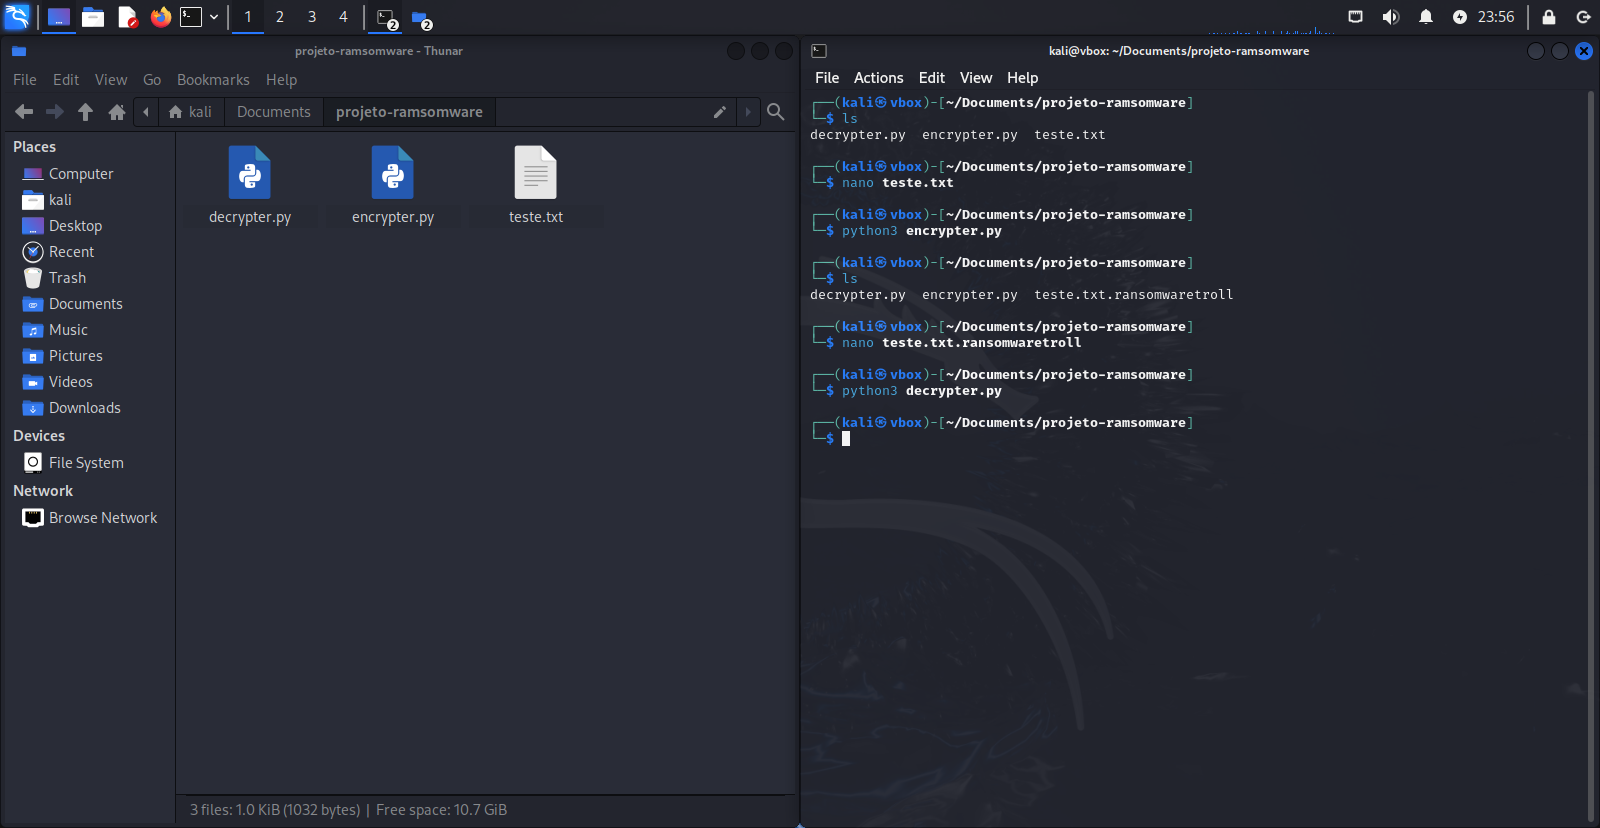 1 2 3 4 2 2 23:56
projeto-ramsomware - Thunar
File Edit View Go Bookmarks Help
kali Documents projeto-ramsomware
Places
Computer
kali
Desktop
Recent
Trash
Documents
Music
Pictures
Videos
Downloads
Devices
File System
Network
Browse Network
decrypter.py encrypter.py teste.txt
3 files: 1.0 KiB (1032 bytes) | Free space: 10.7 GiB
kali@vbox: ~/Documents/projeto-ramsomware
File Actions Edit View Help
┌──(kali㉿vbox)-[~/Documents/projeto-ramsomware]
└─$ ls
decrypter.py  encrypter.py  teste.txt
┌──(kali㉿vbox)-[~/Documents/projeto-ramsomware]
└─$ nano teste.txt
┌──(kali㉿vbox)-[~/Documents/projeto-ramsomware]
└─$ python3 encrypter.py
┌──(kali㉿vbox)-[~/Documents/projeto-ramsomware]
└─$ ls
decrypter.py  encrypter.py  teste.txt.ransomwaretroll
┌──(kali㉿vbox)-[~/Documents/projeto-ramsomware]
└─$ nano teste.txt.ransomwaretroll
┌──(kali㉿vbox)-[~/Documents/projeto-ramsomware]
└─$ python3 decrypter.py
┌──(kali㉿vbox)-[~/Documents/projeto-ramsomware]
└─$